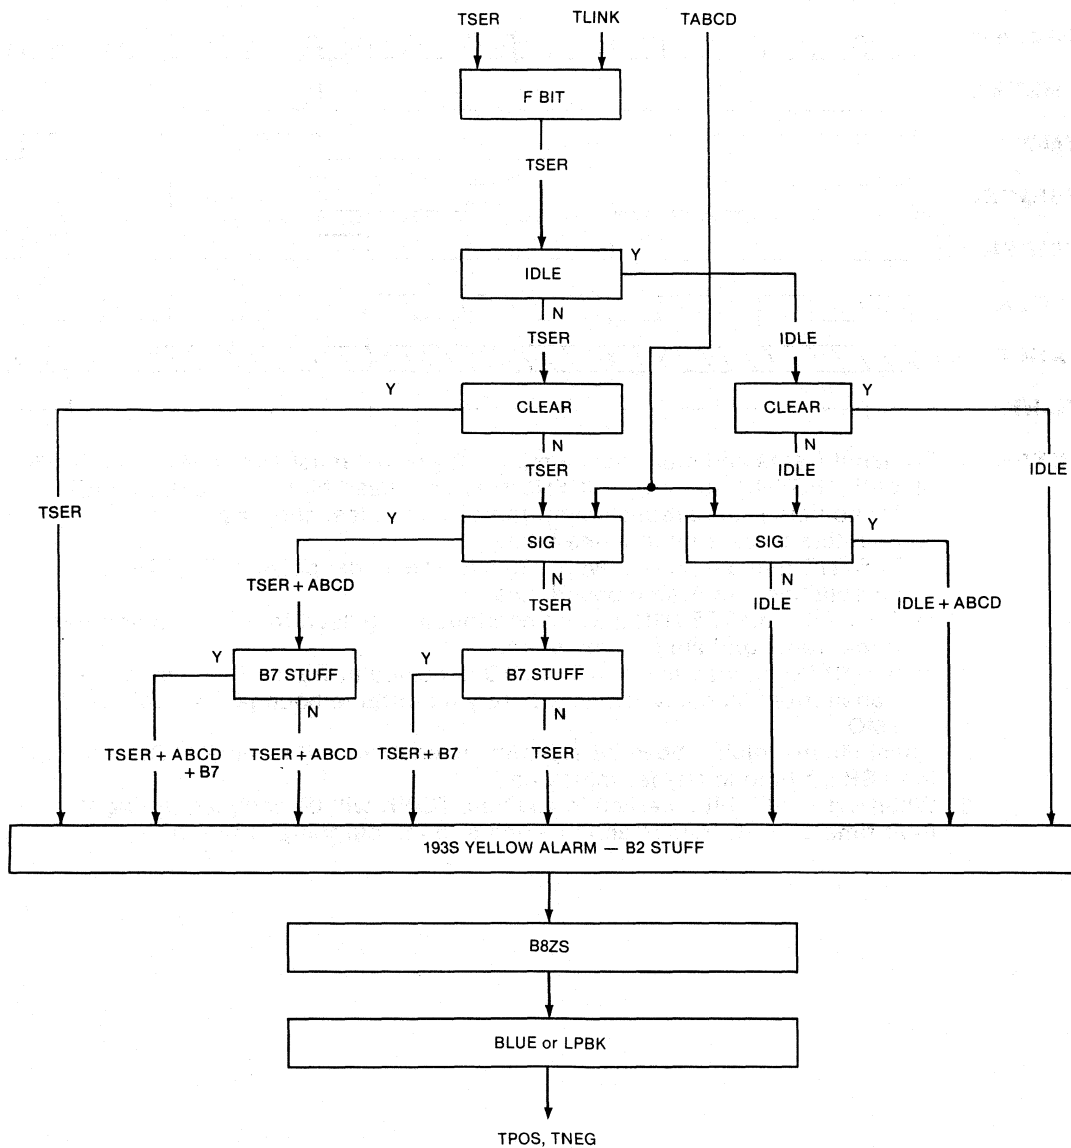 TSER TLINK TABCD
F BIT
TSER
Y
IDLE
N
TSER IDLE
Y Y
CLEAR CLEAR
N N
TSER IDLE IDLE
TSER
Y Y
SIG SIG
N N
TSER + ABCD TSER IDLE IDLE + ABCD
Y Y
B7 STUFF B7 STUFF
N N
TSER + ABCD TSER + ABCD TSER + B7 TSER
+ B7
193S YELLOW ALARM — B2 STUFF
B8ZS
BLUE or LPBK
TPOS, TNEG